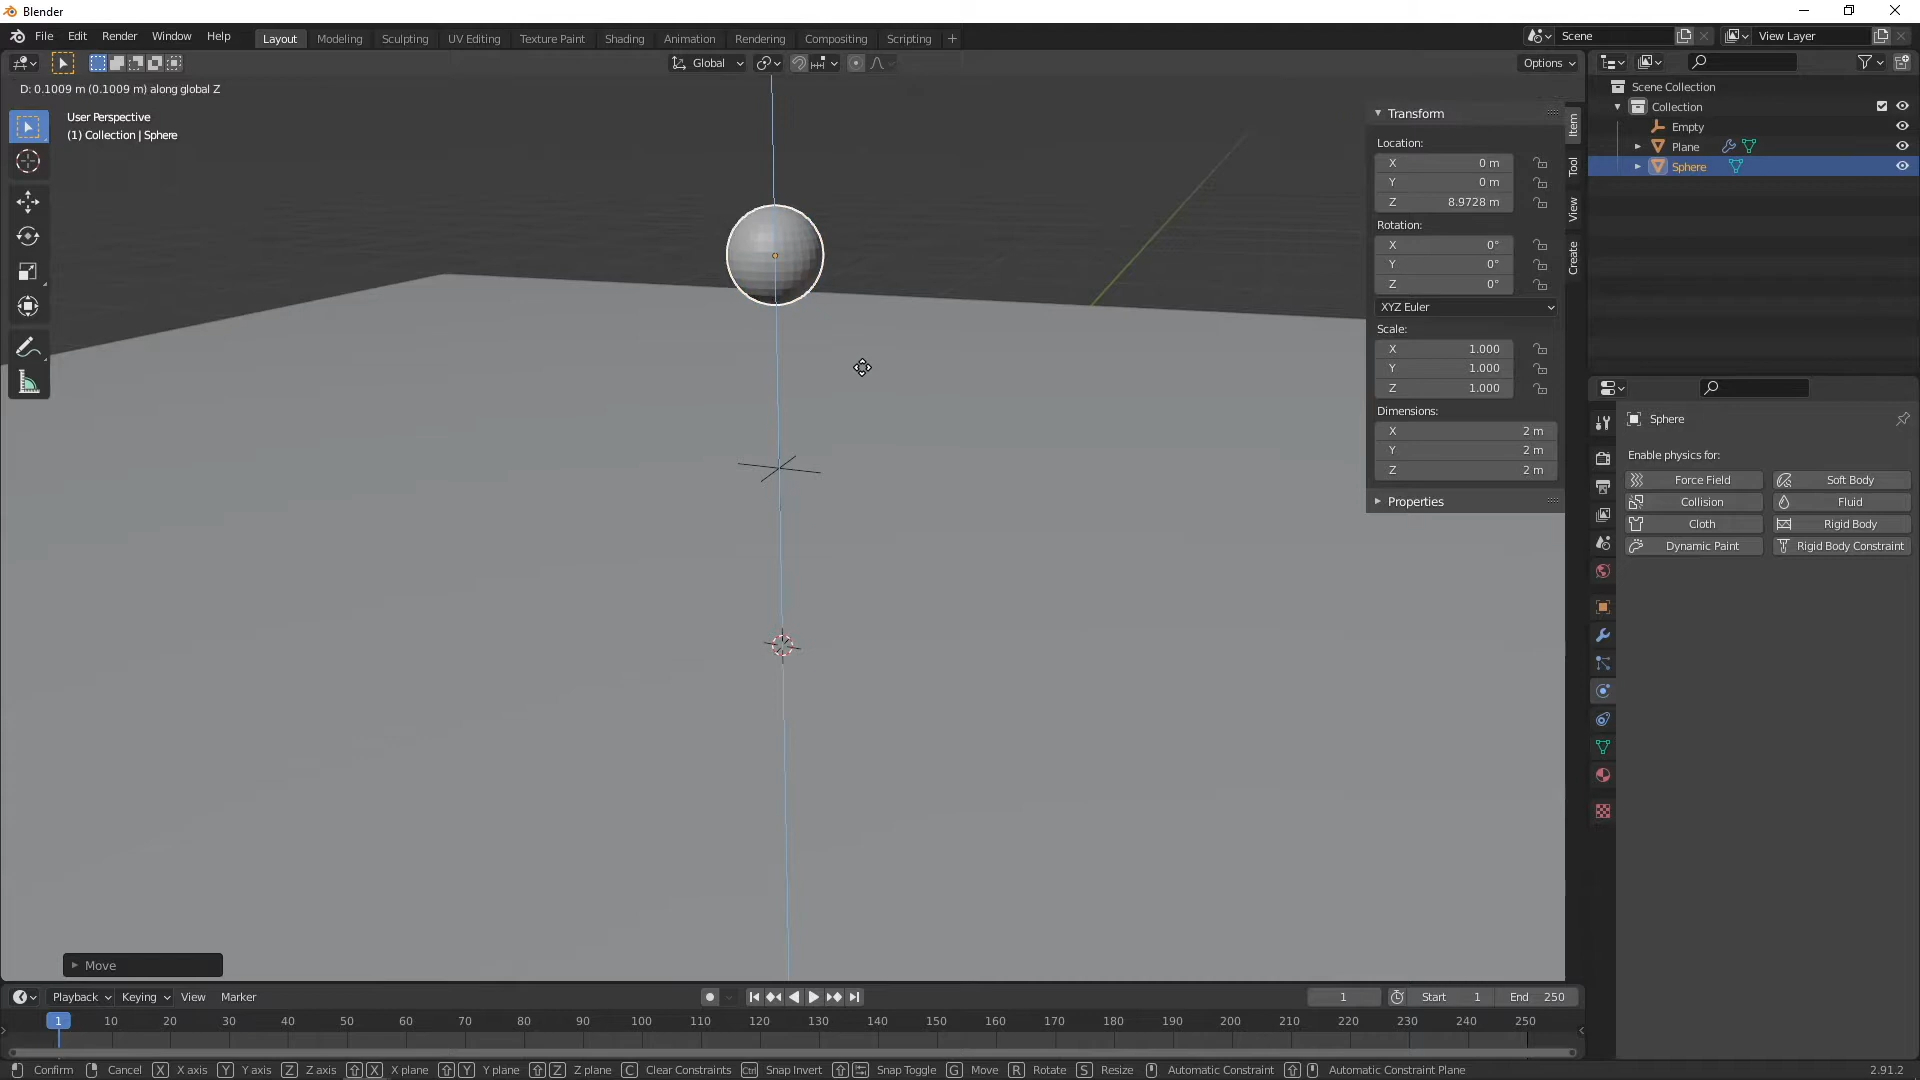 Blender
File Edit Render Window Help
Layout Modeling Sculpting UV Editing Texture Paint Shading Animation Rendering Compositing Scripting +
Scene
View Layer
Global
Options
D: 0.1009 m (0.1009 m) along global Z
User Perspective
(1) Collection | Sphere
Transform
Location:
X 0 m
Y 0 m
Z 8.9728 m
Rotation:
X 0°
Y 0°
Z 0°
XYZ Euler
Scale:
X 1.000
Y 1.000
Z 1.000
Dimensions:
X 2 m
Y 2 m
Z 2 m
Properties
Item
Tool
View
Create
Scene Collection
Collection
Empty
Plane
Sphere
Sphere
Enable physics for:
Force Field Soft Body
Collision Fluid
Cloth Rigid Body
Dynamic Paint Rigid Body Constraint
Move
Playback Keying View Marker
1 Start 1 End 250
1 10 20 30 40 50 60 70 80 90 100 110 120 130 140 150 160 170 180 190 200 210 220 230 240 250
Confirm Cancel X X axis Y Y axis Z Z axis X X plane Y Y plane Z Z plane C Clear Constraints Ctrl Snap Invert Snap Toggle G Move R Rotate S Resize Automatic Constraint Automatic Constraint Plane 2.91.2